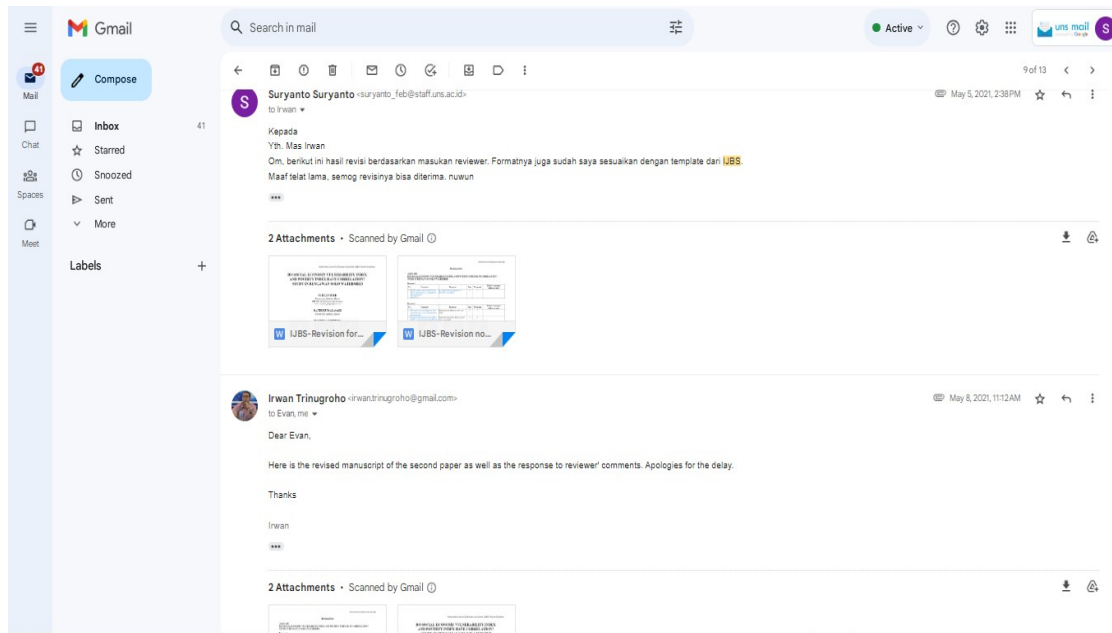 Gmail
Search in mail
Active
uns mail
S
41
Mail
Compose
9 of 13
Chat
Spaces
Meet
Inbox 41
Starred
Snoozed
Sent
More
Labels
S
Suryanto Suryanto <suryanto_feb@staff.uns.ac.id>
May 5, 2021, 2:38 PM
to Irwan
Kepada
Yth. Mas Irwan
Om, berikut ini hasil revisi berdasarkan masukan reviewer. Formatnya juga sudah saya sesuaikan dengan template dari IJBS.
Maaf telat lama, semog revisinya bisa diterima. nuwun
2 Attachments • Scanned by Gmail
W IJBS-Revision for...
W IJBS-Revision no...
Irwan Trinugroho <irwan.trinugroho@gmail.com>
May 8, 2021, 11:12 AM
to Evan, me
Dear Evan,
Here is the revised manuscript of the second paper as well as the response to reviewer' comments. Apologies for the delay.
Thanks
Irwan
2 Attachments • Scanned by Gmail